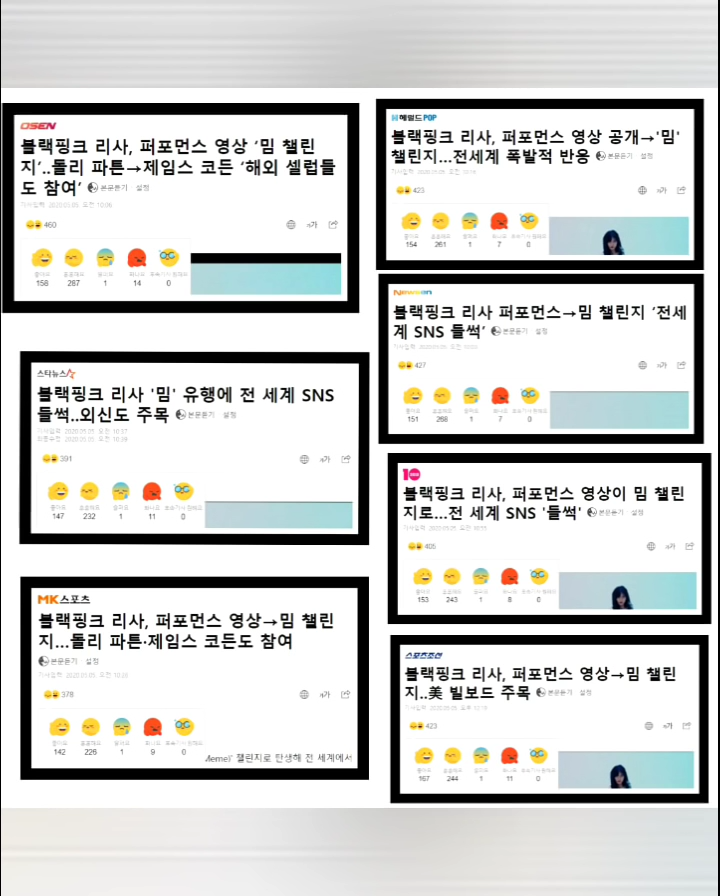 OSEN
블랙핑크 리사, 퍼포먼스 영상 '밈 챌린
지'..돌리 파튼→제임스 코든 '해외 셀럽들
도 참여' 본문듣기 · 설정
460
158 287 1 14 0
스타뉴스
블랙핑크 리사 '밈' 유행에 전 세계 SNS
들썩..외신도 주목 본문듣기 · 설정
391
147 232 1 11 0
MK스포츠
블랙핑크 리사, 퍼포먼스 영상→밈 챌린
지...돌리 파튼·제임스 코든도 참여
본문듣기 · 설정
378
142 226 1 9 0
챌린지로 탄생해 전 세계에서
헤럴드POP
블랙핑크 리사, 퍼포먼스 영상 공개→'밈'
챌린지...전세계 폭발적 반응 본문듣기 · 설정
423
154 261 1 7 0
Newsen
블랙핑크 리사 퍼포먼스→밈 챌린지 '전세
계 SNS 들썩' 본문듣기 · 설정
427
151 268 1 7 0
10
블랙핑크 리사, 퍼포먼스 영상이 밈 챌린
지로...전 세계 SNS '들썩' 본문듣기 · 설정
405
153 243 1 8 0
스포츠조선
블랙핑크 리사, 퍼포먼스 영상→밈 챌린
지..美 빌보드 주목 본문듣기 · 설정
423
167 244 1 11 0